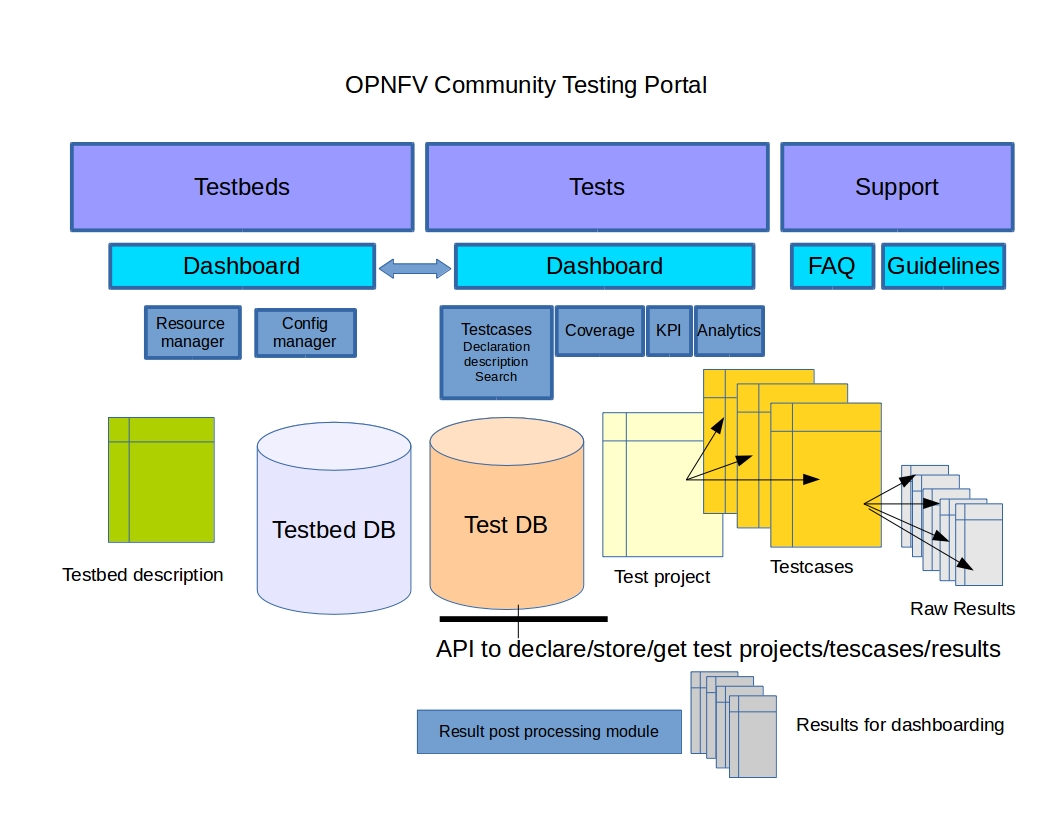 OPNFV Community Testing Portal
Testbeds
Tests
Support
Dashboard
Dashboard
FAQ
Guidelines
Resource
manager
Config
manager
Testcases
Declaration
description
Search
Coverage
KPI
Analytics
Testbed DB
Test DB
Testbed description
Test project
Testcases
Raw Results
API to declare/store/get test projects/tescases/results
Result post processing module
Results for dashboarding